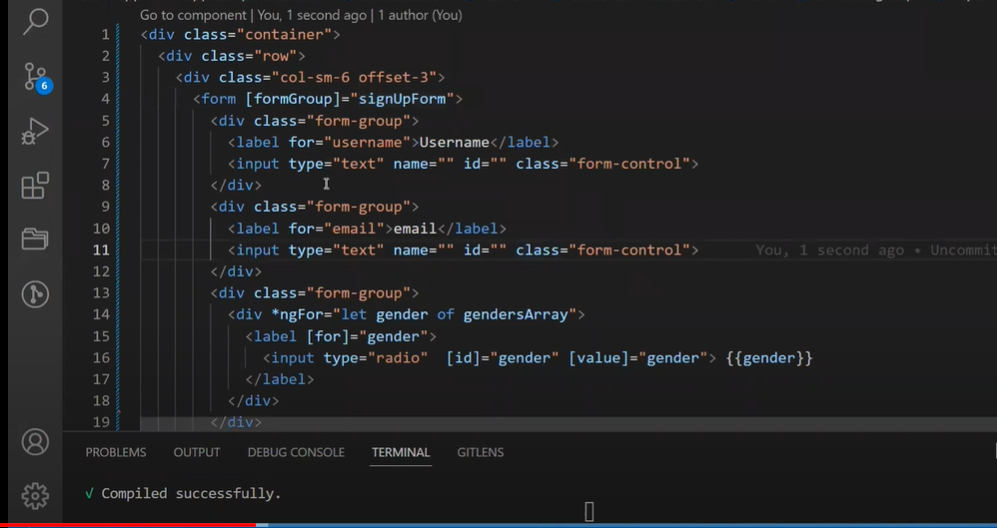 Go to component | You, 1 second ago | 1 author (You)
1 <div class="container">
2 <div class="row">
3 <div class="col-sm-6 offset-3">
4 <form [formGroup]="signUpForm">
5 <div class="form-group">
6 <label for="username">Username</label>
7 <input type="text" name="" id="" class="form-control">
8 </div>
9 <div class="form-group">
10 <label for="email">email</label>
11 <input type="text" name="" id="" class="form-control"> You, 1 second ago • Uncommit
12 </div>
13 <div class="form-group">
14 <div *ngFor="let gender of gendersArray">
15 <label [for]="gender">
16 <input type="radio" [id]="gender" [value]="gender"> {{gender}}
17 </label>
18 </div>
19 </div>
6
PROBLEMS OUTPUT DEBUG CONSOLE TERMINAL GITLENS
√ Compiled successfully.